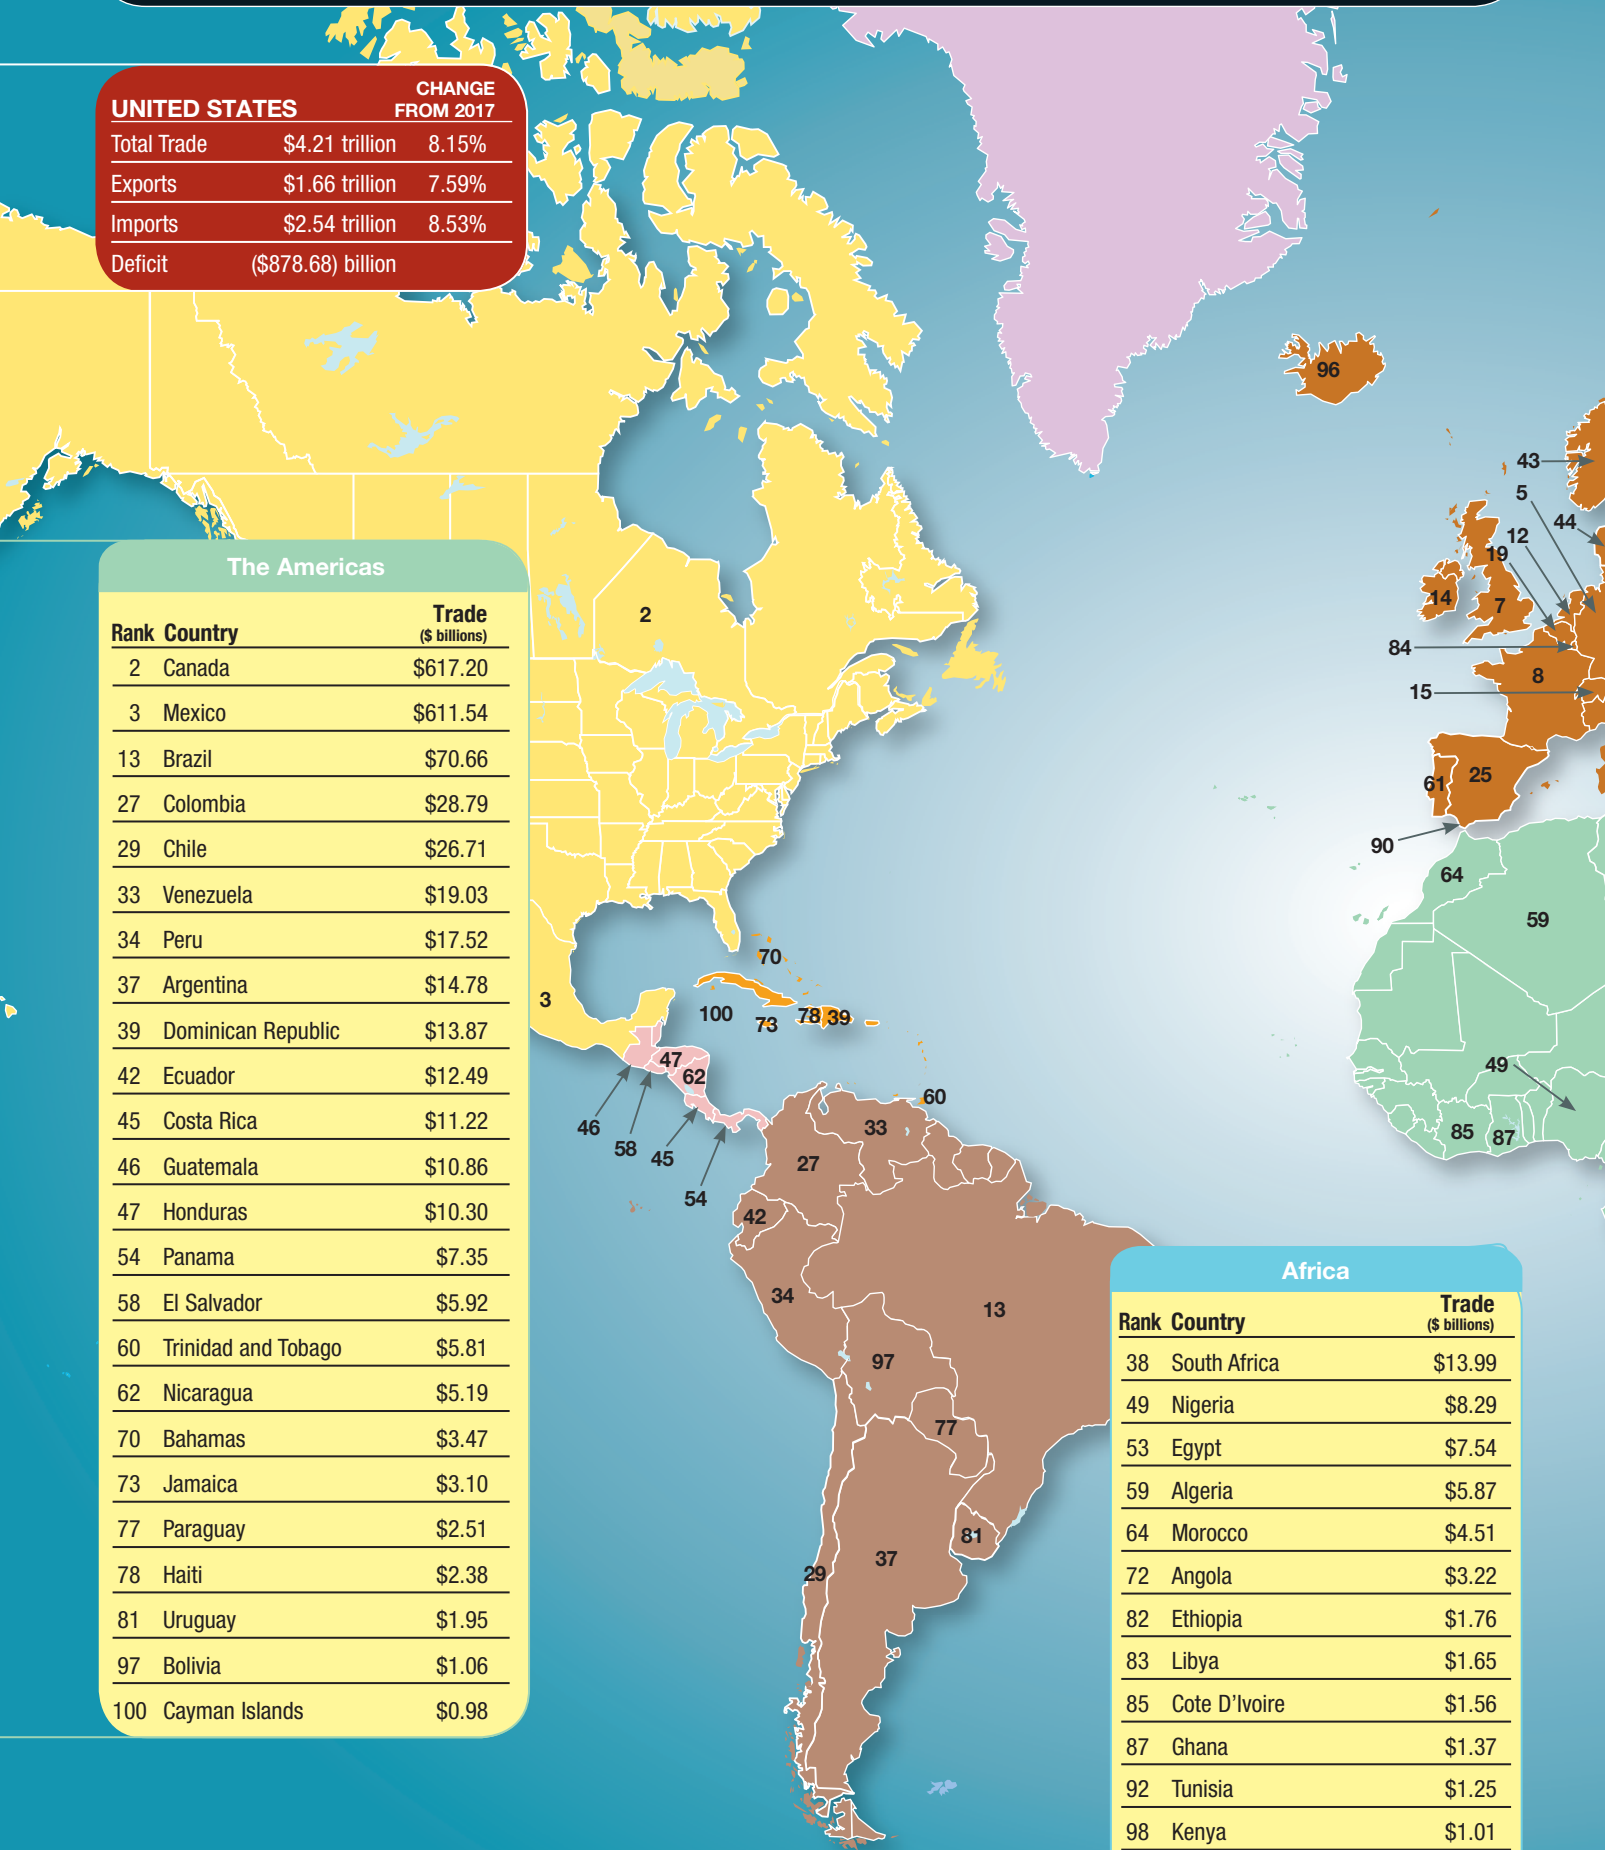 UNITED STATES CHANGE FROM 2017
Total Trade $4.21 trillion 8.15%
Exports $1.66 trillion 7.59%
Imports $2.54 trillion 8.53%
Deficit ($878.68) billion
The Americas
Rank Country Trade ($ billions)
2 Canada $617.20
3 Mexico $611.54
13 Brazil $70.66
27 Colombia $28.79
29 Chile $26.71
33 Venezuela $19.03
34 Peru $17.52
37 Argentina $14.78
39 Dominican Republic $13.87
42 Ecuador $12.49
45 Costa Rica $11.22
46 Guatemala $10.86
47 Honduras $10.30
54 Panama $7.35
58 El Salvador $5.92
60 Trinidad and Tobago $5.81
62 Nicaragua $5.19
70 Bahamas $3.47
73 Jamaica $3.10
77 Paraguay $2.51
78 Haiti $2.38
81 Uruguay $1.95
97 Bolivia $1.06
100 Cayman Islands $0.98
2
3
70
100
73
78 39
47
62
46
58
45
54
60
33
27
42
34
13
97
77
81
37
29
96
43
5
44
12
19
14
7
84
8
15
61
25
90
64
59
49
85
87
Africa
Rank Country Trade ($ billions)
38 South Africa $13.99
49 Nigeria $8.29
53 Egypt $7.54
59 Algeria $5.87
64 Morocco $4.51
72 Angola $3.22
82 Ethiopia $1.76
83 Libya $1.65
85 Cote D’Ivoire $1.56
87 Ghana $1.37
92 Tunisia $1.25
98 Kenya $1.01